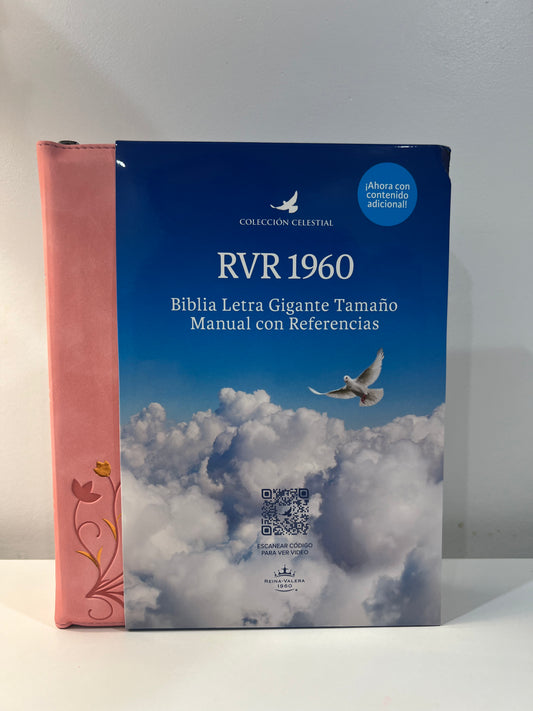 ¡Ahora con
contenido
adicional!
COLECCIÓN CELESTIAL
RVR 1960
Biblia Letra Gigante Tamaño
Manual con Referencias
ESCANEAR CÓDIGO
PARA VER VIDEO
REINA-VALERA
1960